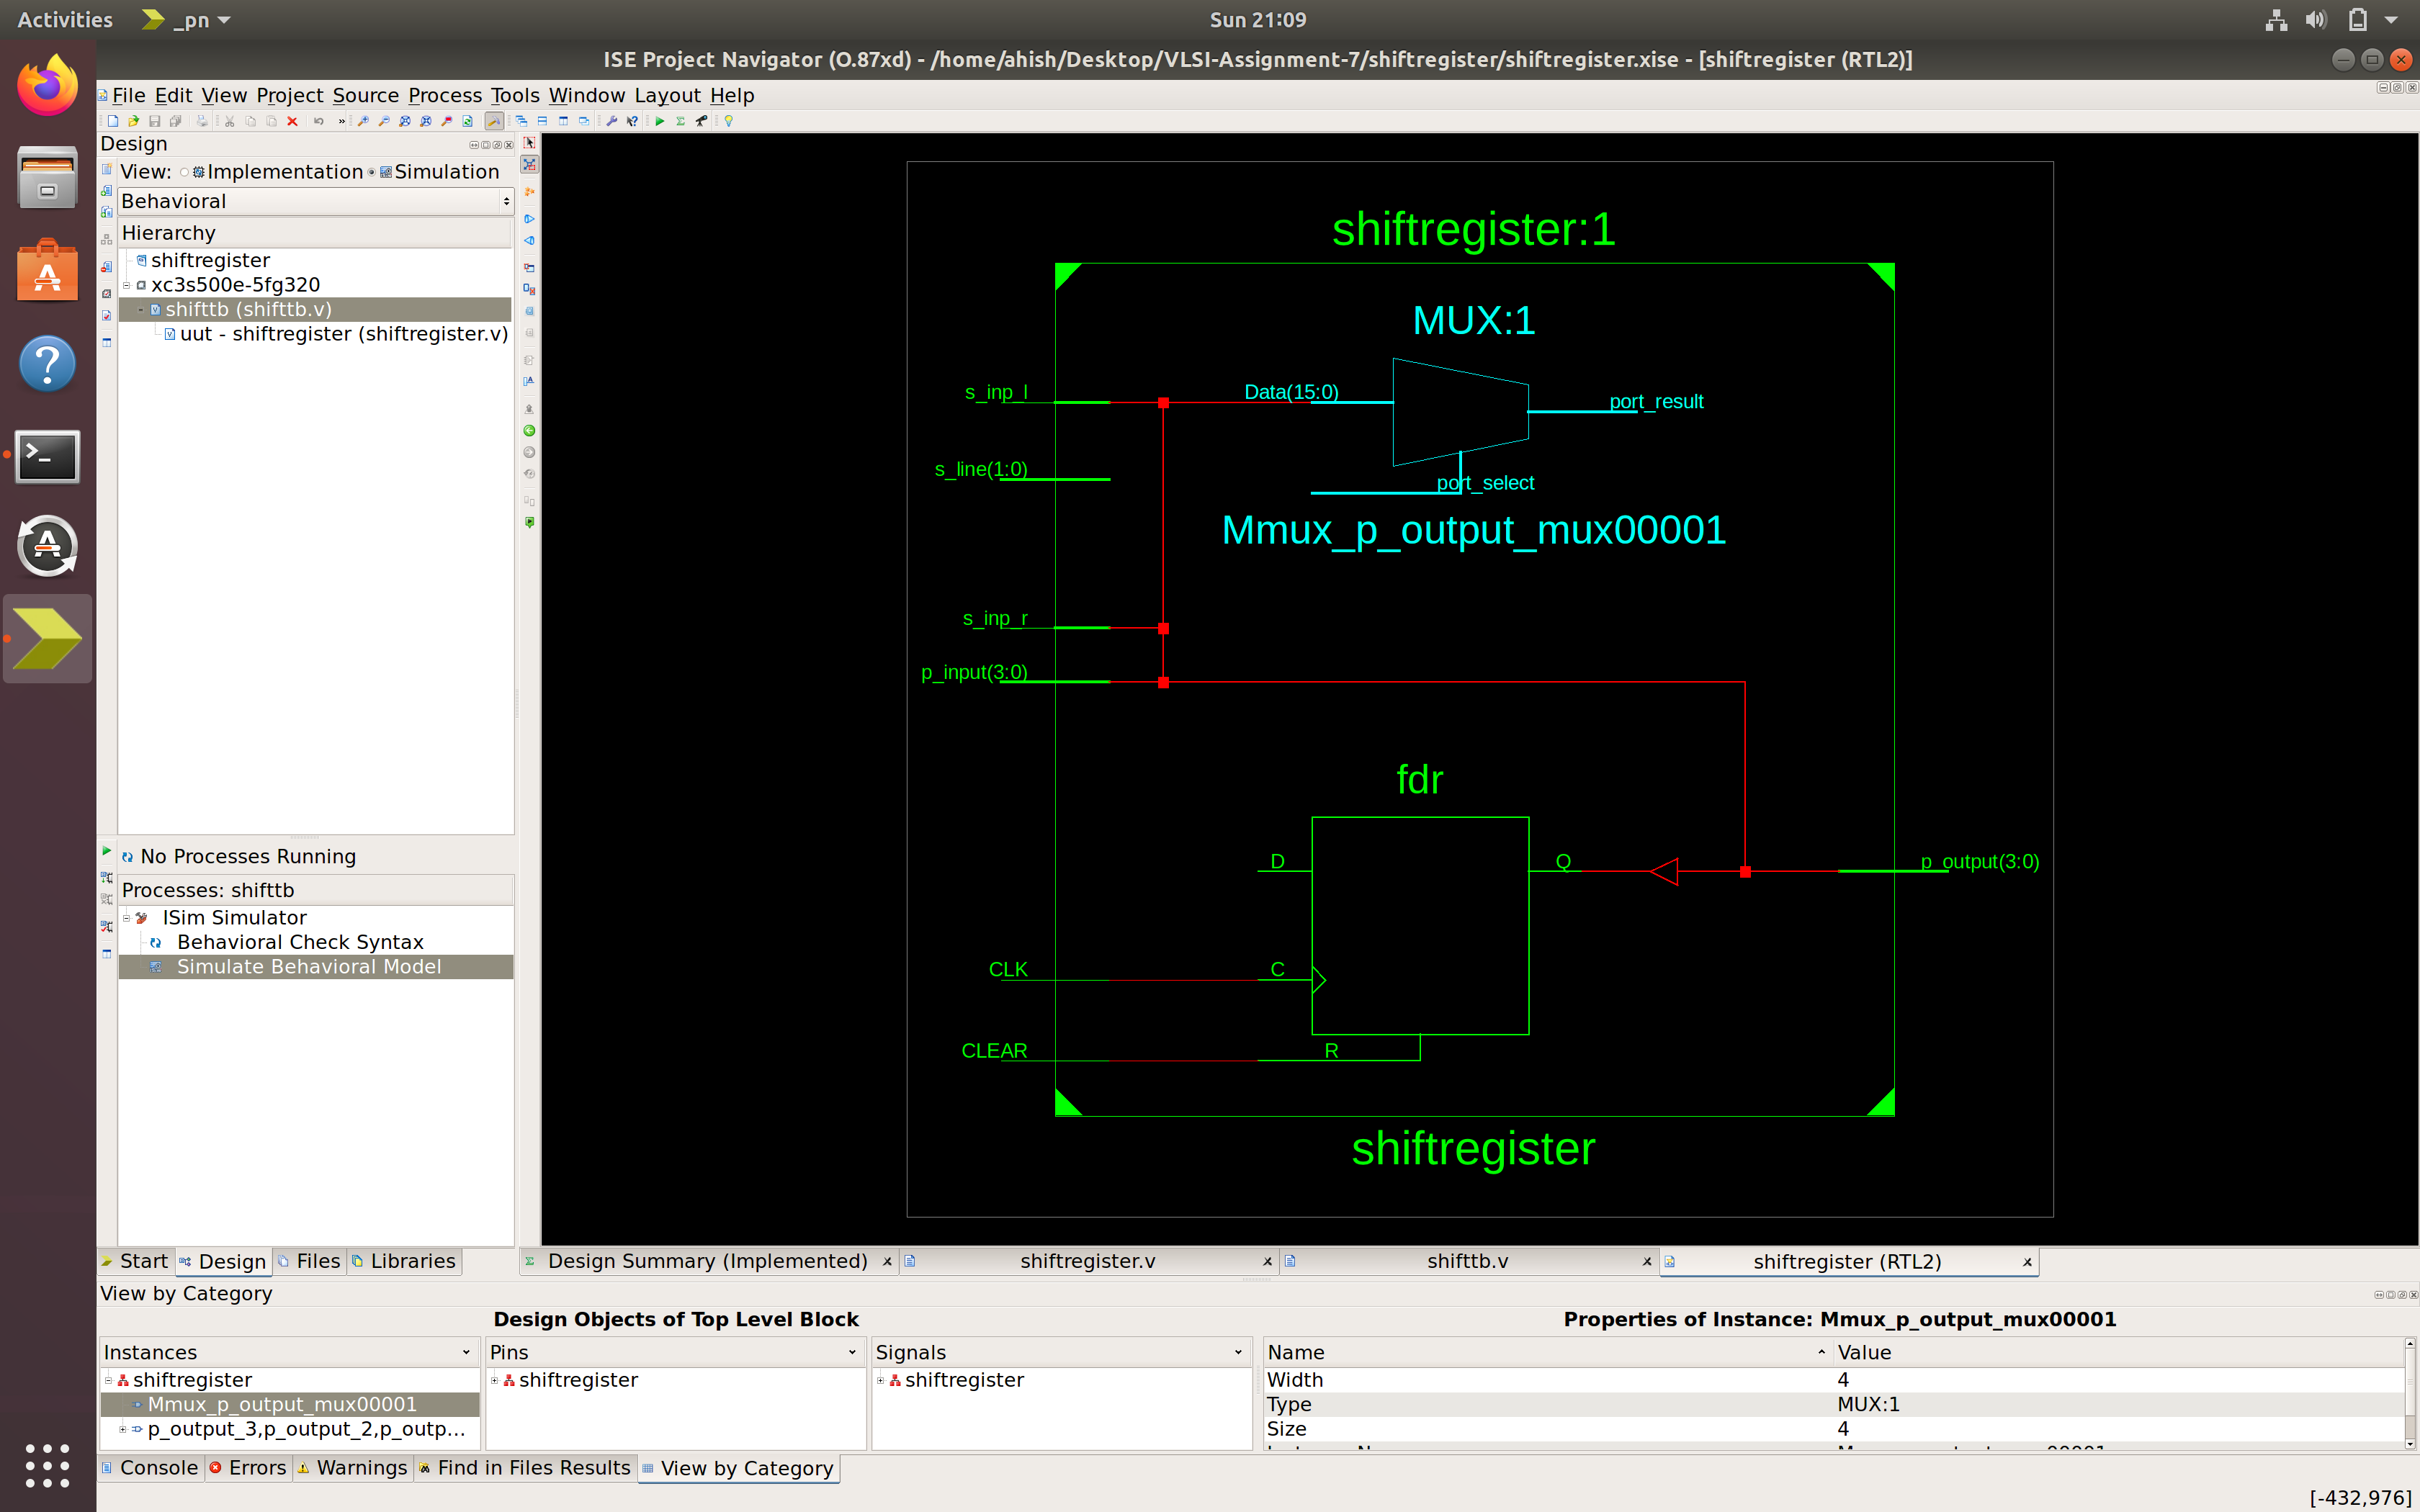 Activities
_pn
Sun 21:09
ISE Project Navigator (O.87xd) - /home/ahish/Desktop/VLSI-Assignment-7/shiftregister/shiftregister.xise - [shiftregister (RTL2)]
File Edit View Project Source Process Tools Window Layout Help
Design
View: Implementation Simulation
Behavioral
Hierarchy
shiftregister
xc3s500e-5fg320
shifttb (shifttb.v)
uut - shiftregister (shiftregister.v)
No Processes Running
Processes: shifttb
ISim Simulator
Behavioral Check Syntax
Simulate Behavioral Model
Start
Design
Files
Libraries
shiftregister:1
MUX:1
s_inp_l
Data(15:0)
port_result
s_line(1:0)
port_select
Mmux_p_output_mux00001
s_inp_r
p_input(3:0)
fdr
D
Q
p_output(3:0)
CLK
C
CLEAR
R
shiftregister
Design Summary (Implemented)
shiftregister.v
shifttb.v
shiftregister (RTL2)
View by Category
Design Objects of Top Level Block
Properties of Instance: Mmux_p_output_mux00001
Instances
shiftregister
Mmux_p_output_mux00001
p_output_3,p_output_2,p_outp...
Pins
shiftregister
Signals
shiftregister
Name Value
Width 4
Type MUX:1
Size 4
Console
Errors
Warnings
Find in Files Results
View by Category
[-432,976]